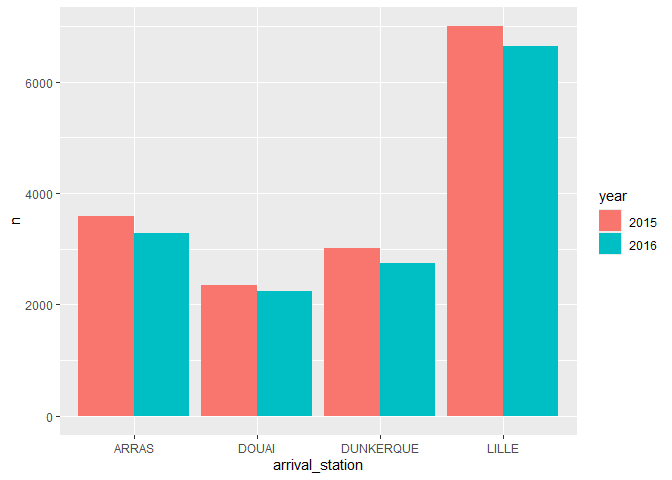 6000
4000
2000
0
n
ARRAS
DOUAI
DUNKERQUE
LILLE
arrival_station
year
2015
2016